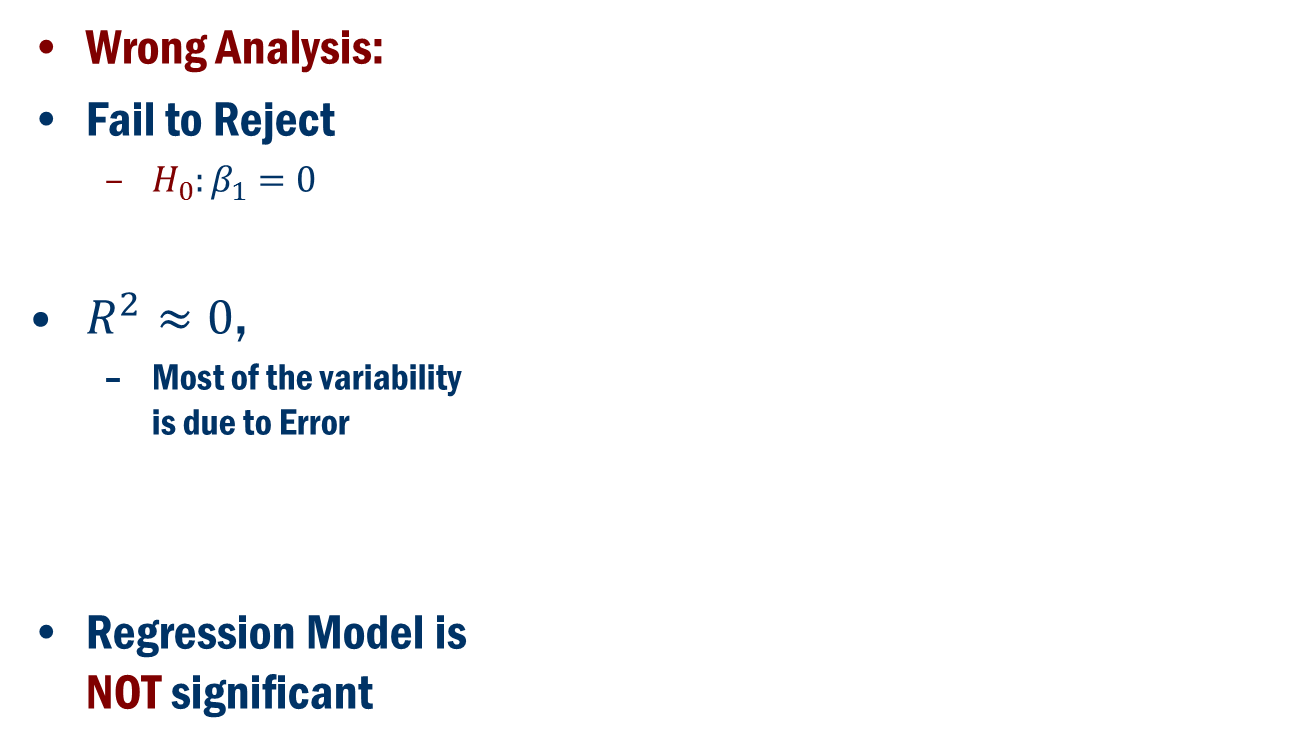 • Wrong Analysis:
• Fail to Reject
– H₀: β₁ = 0
• R² ≈ 0,
– Most of the variability
is due to Error
• Regression Model is
NOT significant